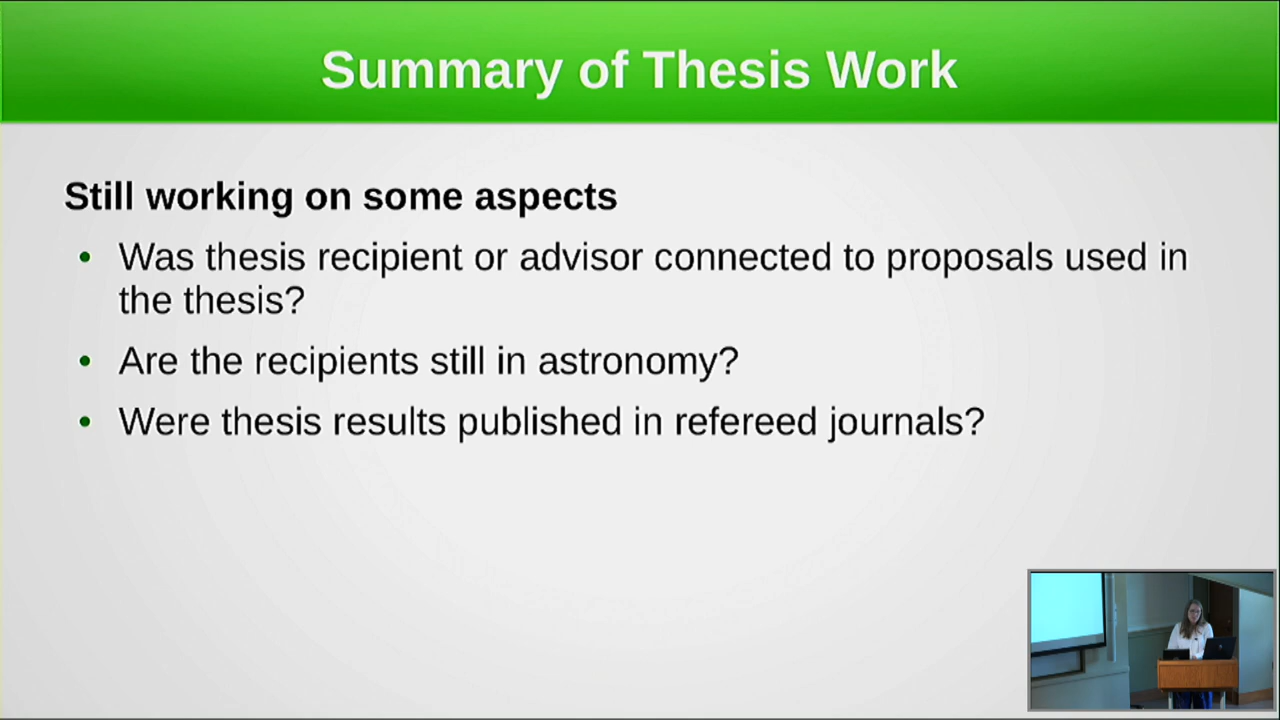 Summary of Thesis Work
Still working on some aspects
• Was thesis recipient or advisor connected to proposals used in
the thesis?
• Are the recipients still in astronomy?
• Were thesis results published in refereed journals?